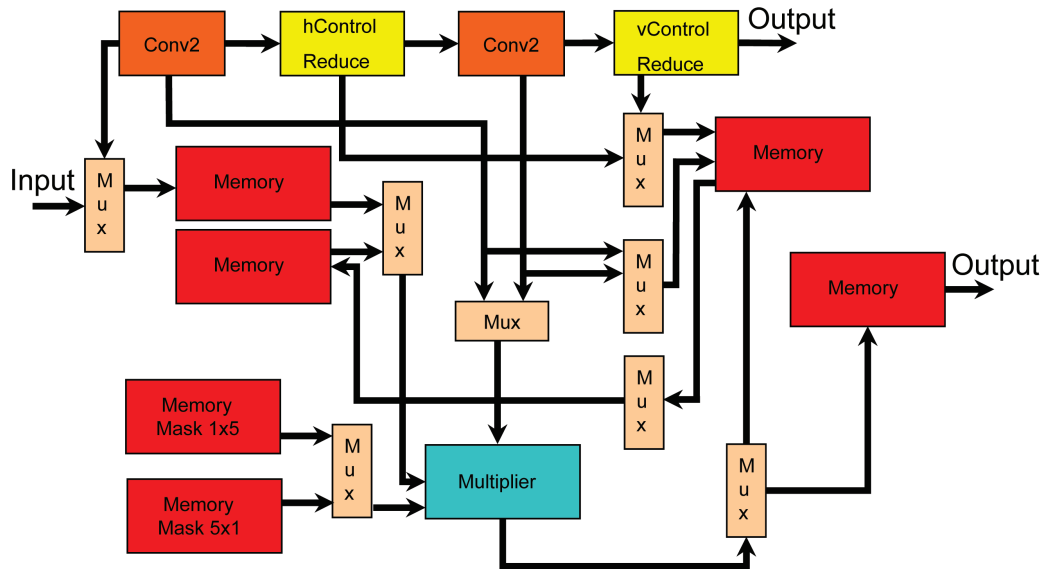 Output
Conv2
hControl
Reduce
Conv2
vControl
Reduce
Input
M
u
x
Memory
M
u
x
M
u
x
Memory
Memory
M
u
x
Memory
Output
Mux
Memory
Mask 1x5
M
u
x
M
u
x
Multiplier
M
u
x
Memory
Mask 5x1